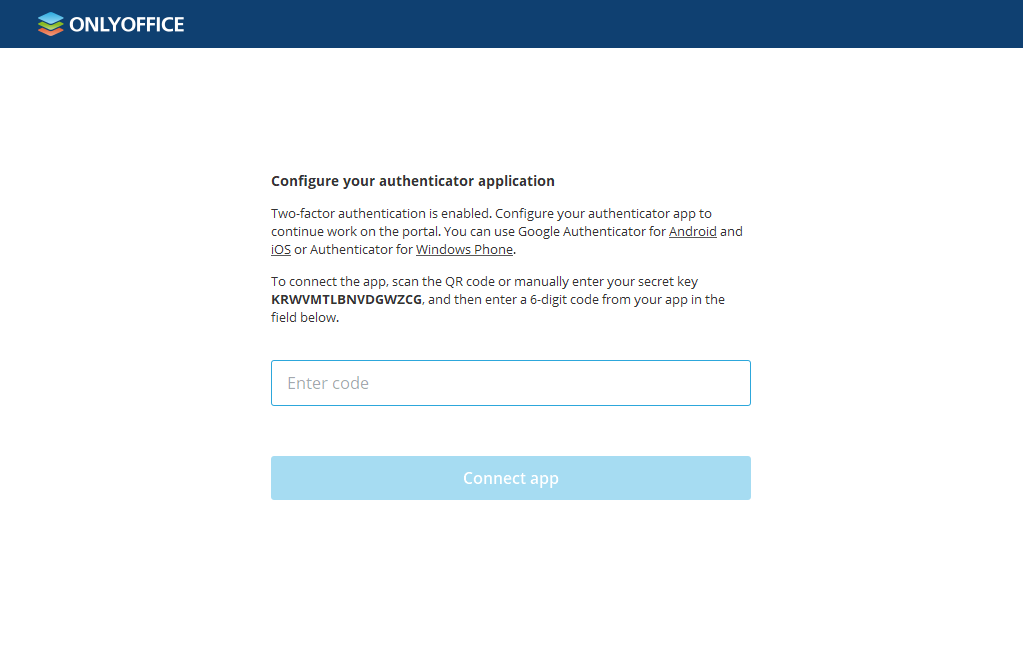 ONLYOFFICE
Configure your authenticator application
Two-factor authentication is enabled. Configure your authenticator app to
continue work on the portal. You can use Google Authenticator for Android and
iOS or Authenticator for Windows Phone.
To connect the app, scan the QR code or manually enter your secret key
KRWVMTLBNVDGWZCG, and then enter a 6-digit code from your app in the
field below.
Enter code
Connect app